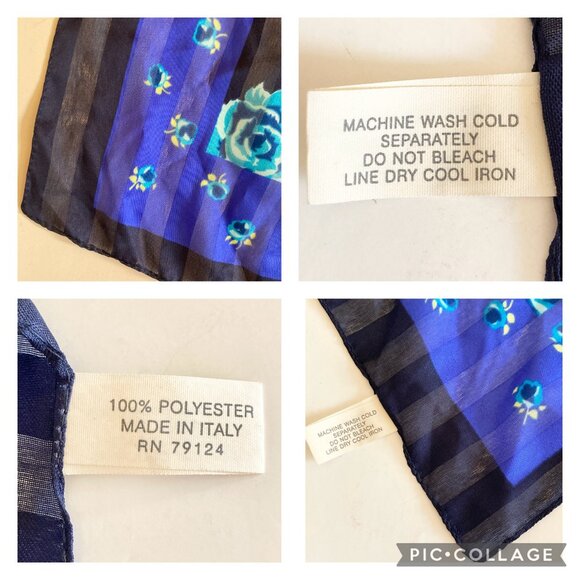 MACHINE WASH COLD
SEPARATELY
DO NOT BLEACH
LINE DRY COOL IRON
100% POLYESTER
MADE IN ITALY
RN 79124
MACHINE WASH COLD
SEPARATELY
DO NOT BLEACH
LINE DRY COOL IRON
PIC•COLLAGE